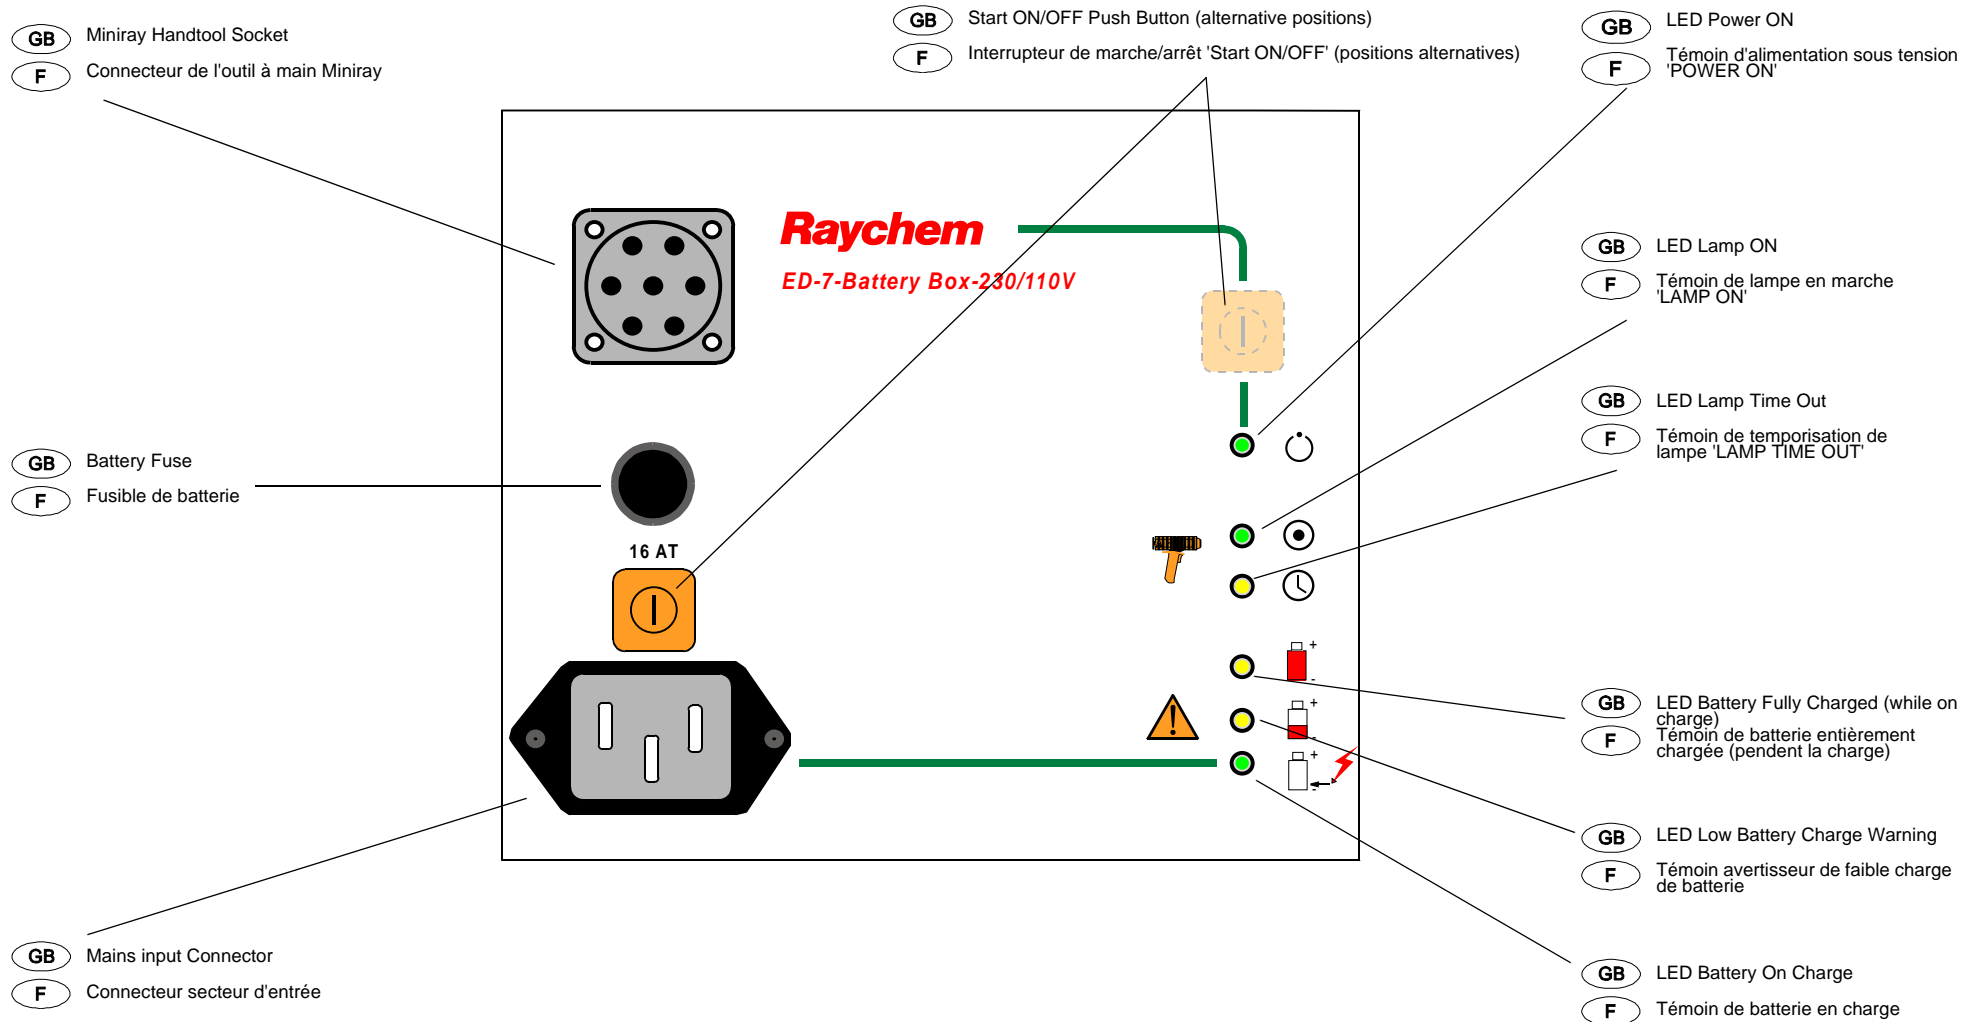 GB Miniray Handtool Socket
F Connecteur de l'outil à main Miniray
GB Start ON/OFF Push Button (alternative positions)
F Interrupteur de marche/arrêt 'Start ON/OFF' (positions alternatives)
GB LED Power ON
F Témoin d'alimentation sous tension
'POWER ON'
Raychem
ED-7-Battery Box-230/110V
GB LED Lamp ON
F Témoin de lampe en marche
'LAMP ON'
GB LED Lamp Time Out
F Témoin de temporisation de
lampe 'LAMP TIME OUT'
GB Battery Fuse
F Fusible de batterie
16 AT
+
-
+
-
+
-
GB LED Battery Fully Charged (while on
charge)
F Témoin de batterie entièrement
chargée (pendent la charge)
GB LED Low Battery Charge Warning
F Témoin avertisseur de faible charge
de batterie
GB Mains input Connector
F Connecteur secteur d'entrée
GB LED Battery On Charge
F Témoin de batterie en charge